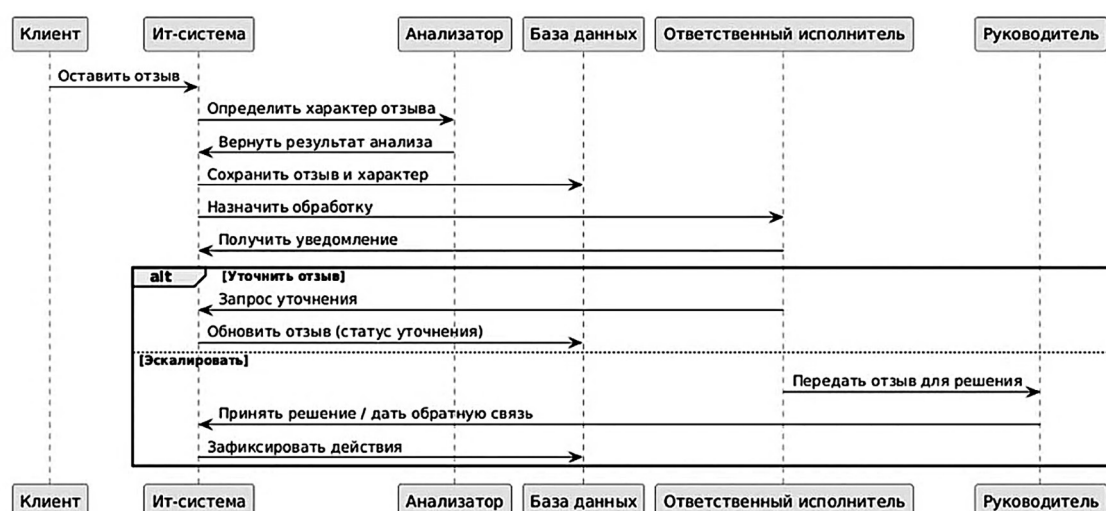 Клиент Ит-система Анализатор База данных Ответственный исполнитель Руководитель
Оставить отзыв
Определить характер отзыва
Вернуть результат анализа
Сохранить отзыв и характер
Назначить обработку
Получить уведомление
alt [Уточнить отзыв]
Запрос уточнения
Обновить отзыв (статус уточнения)
[Эскалировать]
Передать отзыв для решения
Принять решение / дать обратную связь
Зафиксировать действия
Клиент Ит-система Анализатор База данных Ответственный исполнитель Руководитель